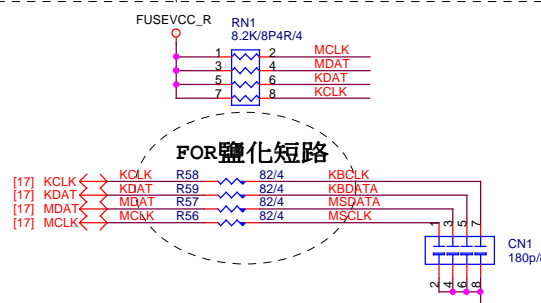 FUSEVCC_R
RN1
8.2K/8P4R/4
1 2 MCLK
3 4 MDAT
5 6 KDAT
7 8 KCLK
FOR鹽化短路
[17] KCLK KCLK R58 82/4 KBCLK
[17] KDAT KDAT R59 82/4 KBDATA
[17] MDAT MDAT R57 82/4 MSDATA
[17] MCLK MCLK R56 82/4 MSCLK
1 3 5 7
CN1
180p/8
2 4 6 8